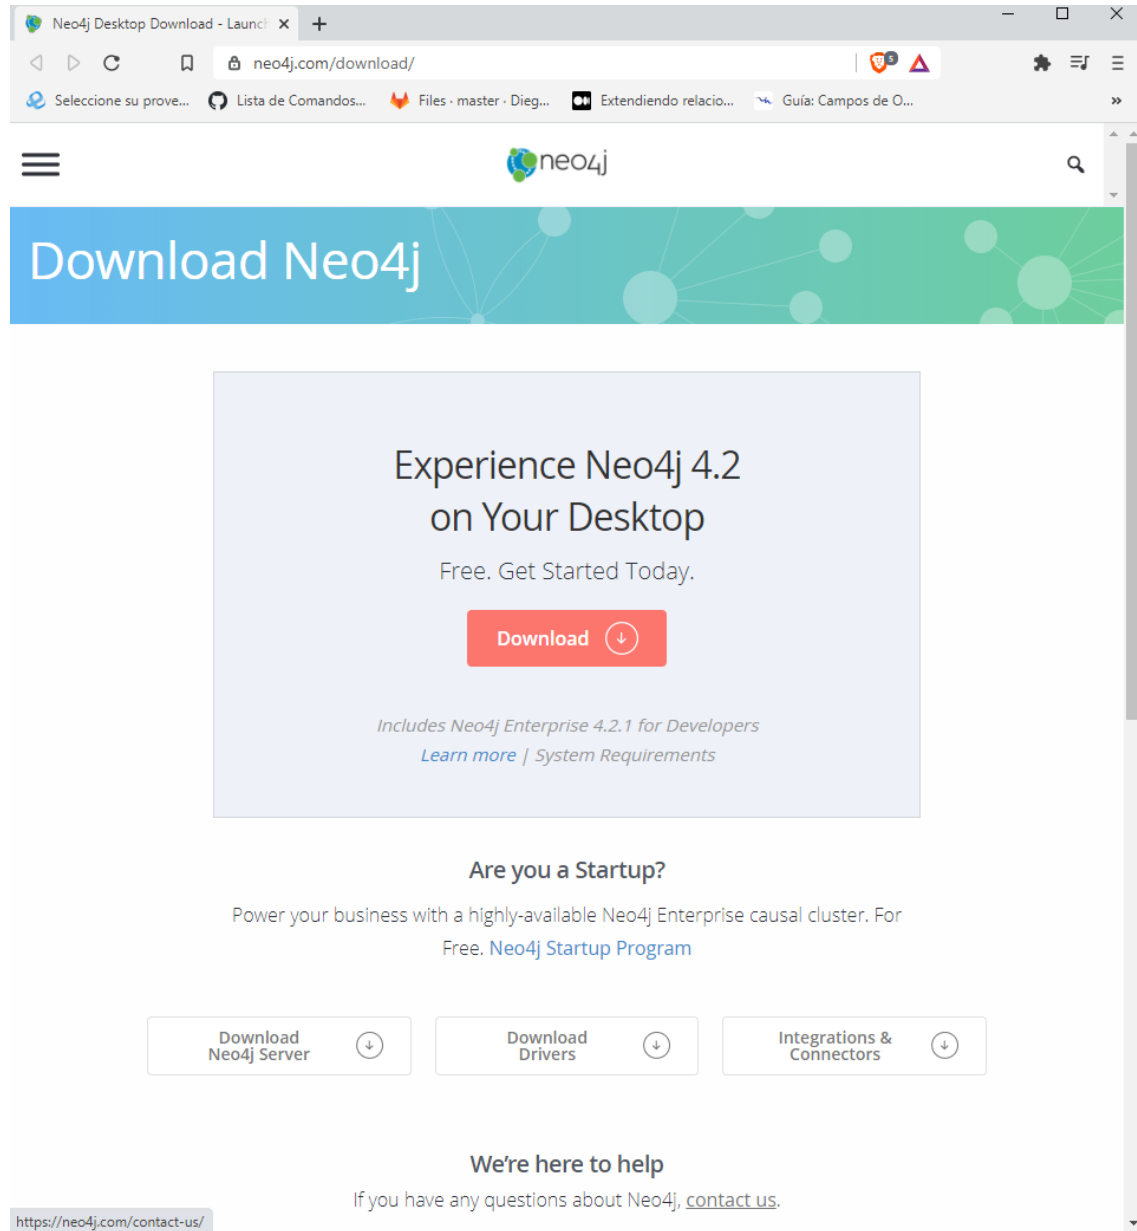 Neo4j Desktop Download - Launch
neo4j.com/download/
5
Seleccione su prove...
Lista de Comandos...
Files · master · Dieg...
Extendiendo relacio...
Guía: Campos de O...
neo4j
Download Neo4j
Experience Neo4j 4.2
on Your Desktop
Free. Get Started Today.
Download
Includes Neo4j Enterprise 4.2.1 for Developers
Learn more | System Requirements
Are you a Startup?
Power your business with a highly-available Neo4j Enterprise causal cluster. For
Free. Neo4j Startup Program
Download
Neo4j Server
Download
Drivers
Integrations &
Connectors
We're here to help
If you have any questions about Neo4j, contact us.
https://neo4j.com/contact-us/